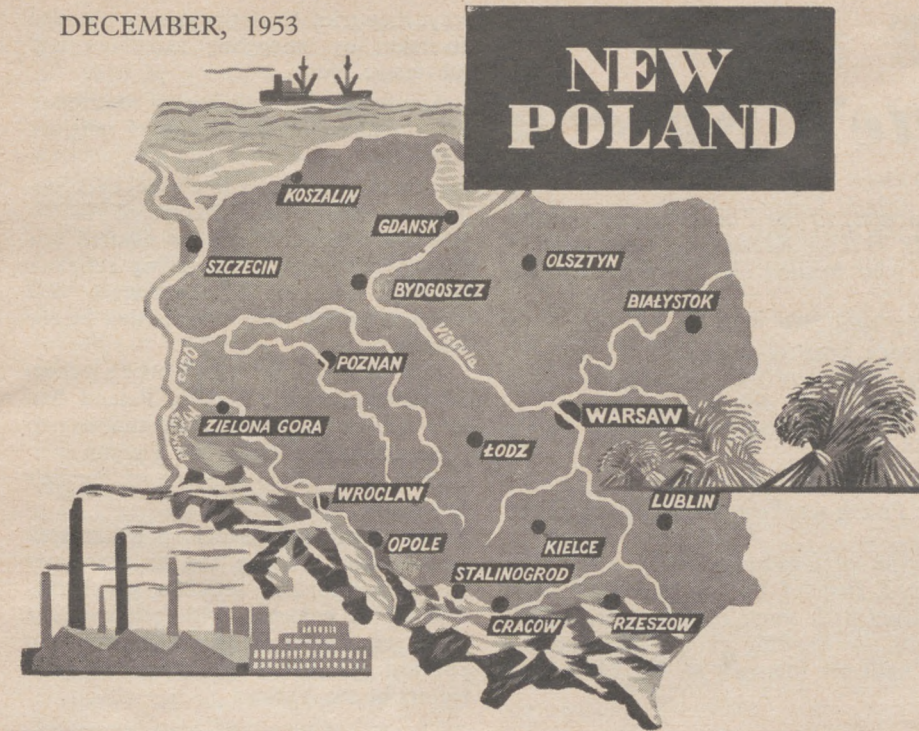 DECEMBER, 1953
NEW
POLAND
KOSZALIN
GDANSK
SZCZECIN
OLSZTYN
BYDGOSZCZ
BIAŁYSTOK
Vistula
Odra
POZNAN
ZIELONA GORA
WARSAW
ŁODZ
WROCLAW
LUBLIN
OPOLE
KIELCE
STALINOGROD
CRACOW
RZESZOW